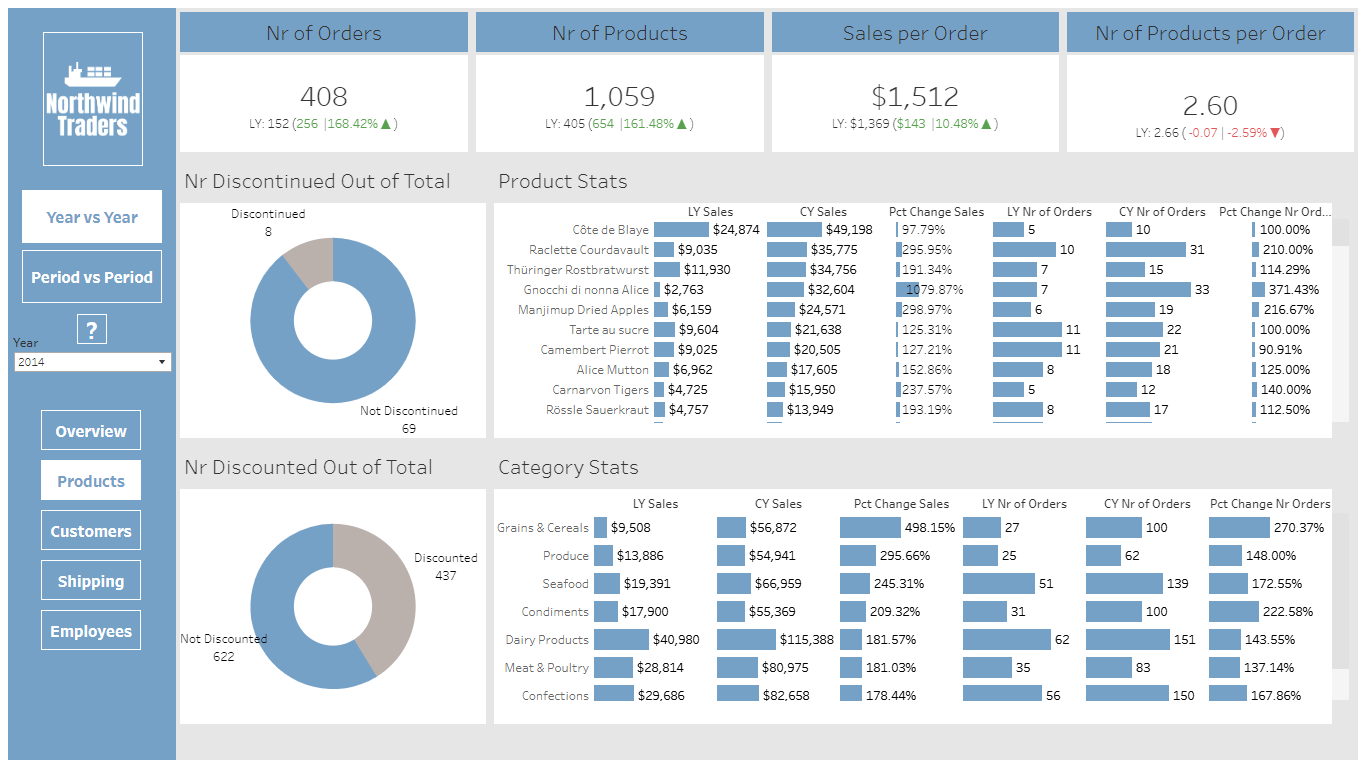 Northwind
Traders
Year vs Year
Period vs Period
?
Year
2014
Overview
Products
Customers
Shipping
Employees
Nr of Orders
408
LY: 152 (256 |168.42%▲)
Nr of Products
1,059
LY: 405 (654 |161.48%▲)
Sales per Order
$1,512
LY: $1,369 ($143 |10.48%▲)
Nr of Products per Order
2.60
LY: 2.66 ( -0.07 | -2.59%▼)
Nr Discontinued Out of Total
Discontinued
8
Not Discontinued
69
Product Stats
LY Sales CY Sales Pct Change Sales LY Nr of Orders CY Nr of Orders Pct Change Nr Ord...
Côte de Blaye $24,874 $49,198 97.79% 5 10 100.00%
Raclette Courdavault $9,035 $35,775 295.95% 10 31 210.00%
Thüringer Rostbratwurst $11,930 $34,756 191.34% 7 15 114.29%
Gnocchi di nonna Alice $2,763 $32,604 1079.87% 7 33 371.43%
Manjimup Dried Apples $6,159 $24,571 298.97% 6 19 216.67%
Tarte au sucre $9,604 $21,638 125.31% 11 22 100.00%
Camembert Pierrot $9,025 $20,505 127.21% 11 21 90.91%
Alice Mutton $6,962 $17,605 152.86% 8 18 125.00%
Carnarvon Tigers $4,725 $15,950 237.57% 5 12 140.00%
Rössle Sauerkraut $4,757 $13,949 193.19% 8 17 112.50%
Nr Discounted Out of Total
Discounted
437
Not Discounted
622
Category Stats
LY Sales CY Sales Pct Change Sales LY Nr of Orders CY Nr of Orders Pct Change Nr Orders
Grains & Cereals $9,508 $56,872 498.15% 27 100 270.37%
Produce $13,886 $54,941 295.66% 25 62 148.00%
Seafood $19,391 $66,959 245.31% 51 139 172.55%
Condiments $17,900 $55,369 209.32% 31 100 222.58%
Dairy Products $40,980 $115,388 181.57% 62 151 143.55%
Meat & Poultry $28,814 $80,975 181.03% 35 83 137.14%
Confections $29,686 $82,658 178.44% 56 150 167.86%